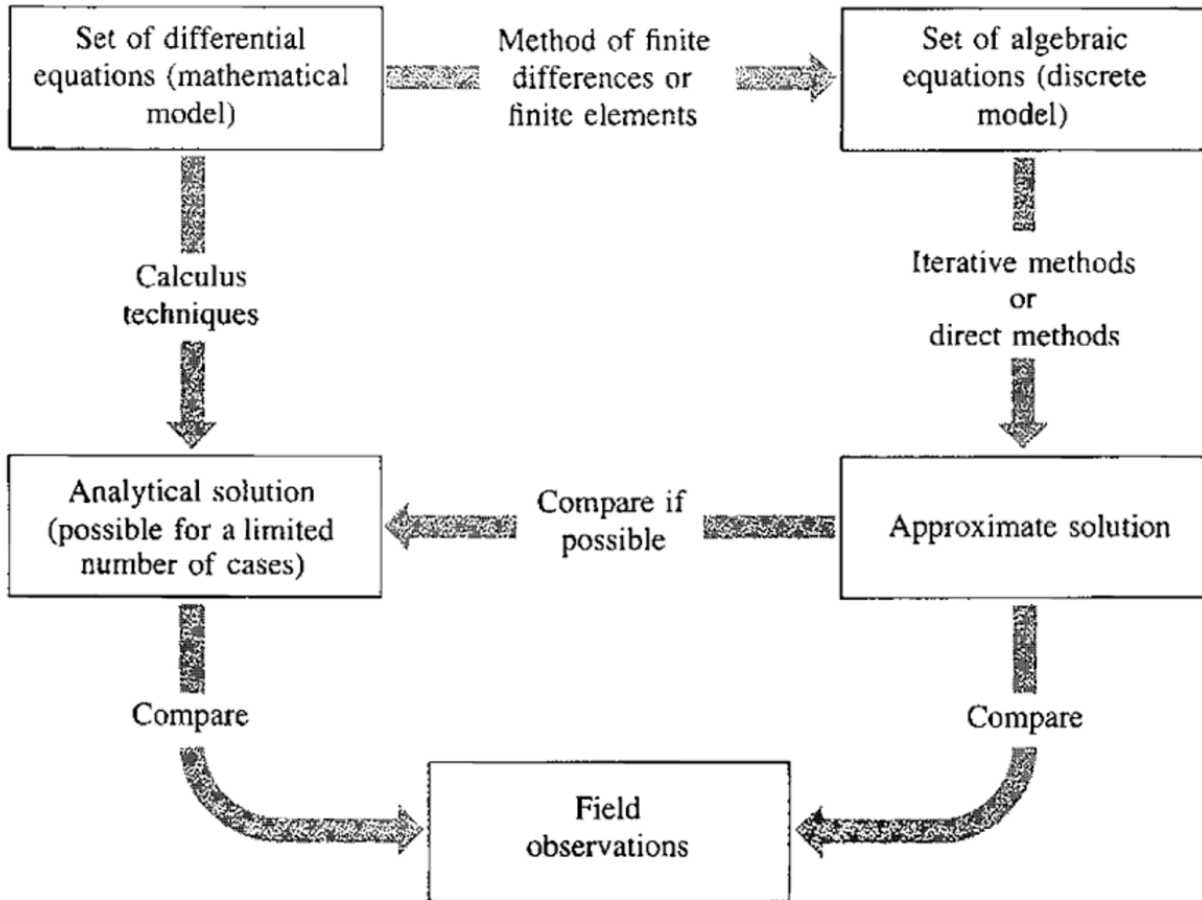 Set of differential
equations (mathematical
model)
Method of finite
differences or
finite elements
Set of algebraic
equations (discrete
model)
Calculus
techniques
Iterative methods
or
direct methods
Analytical solution
(possible for a limited
number of cases)
Compare if
possible
Approximate solution
Compare
Compare
Field
observations